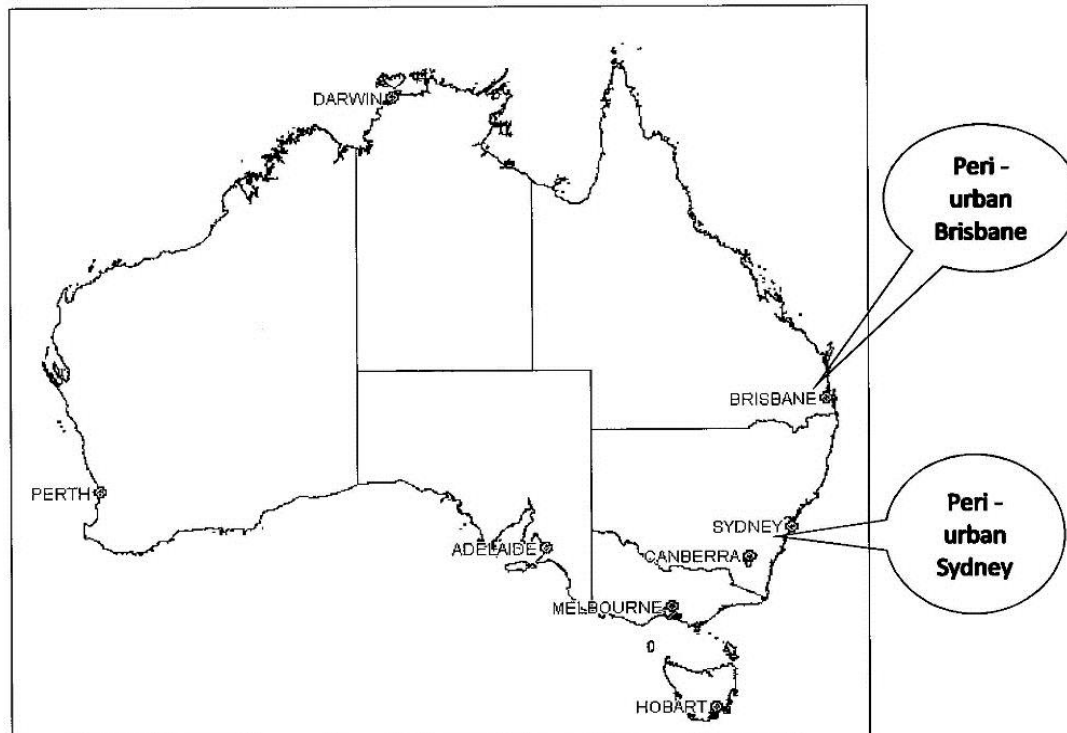 DARWIN
Peri -
urban
Brisbane
BRISBANE
PERTH
SYDNEY
Peri -
urban
Sydney
ADELAIDE
CANBERRA
MELBOURNE
HOBART